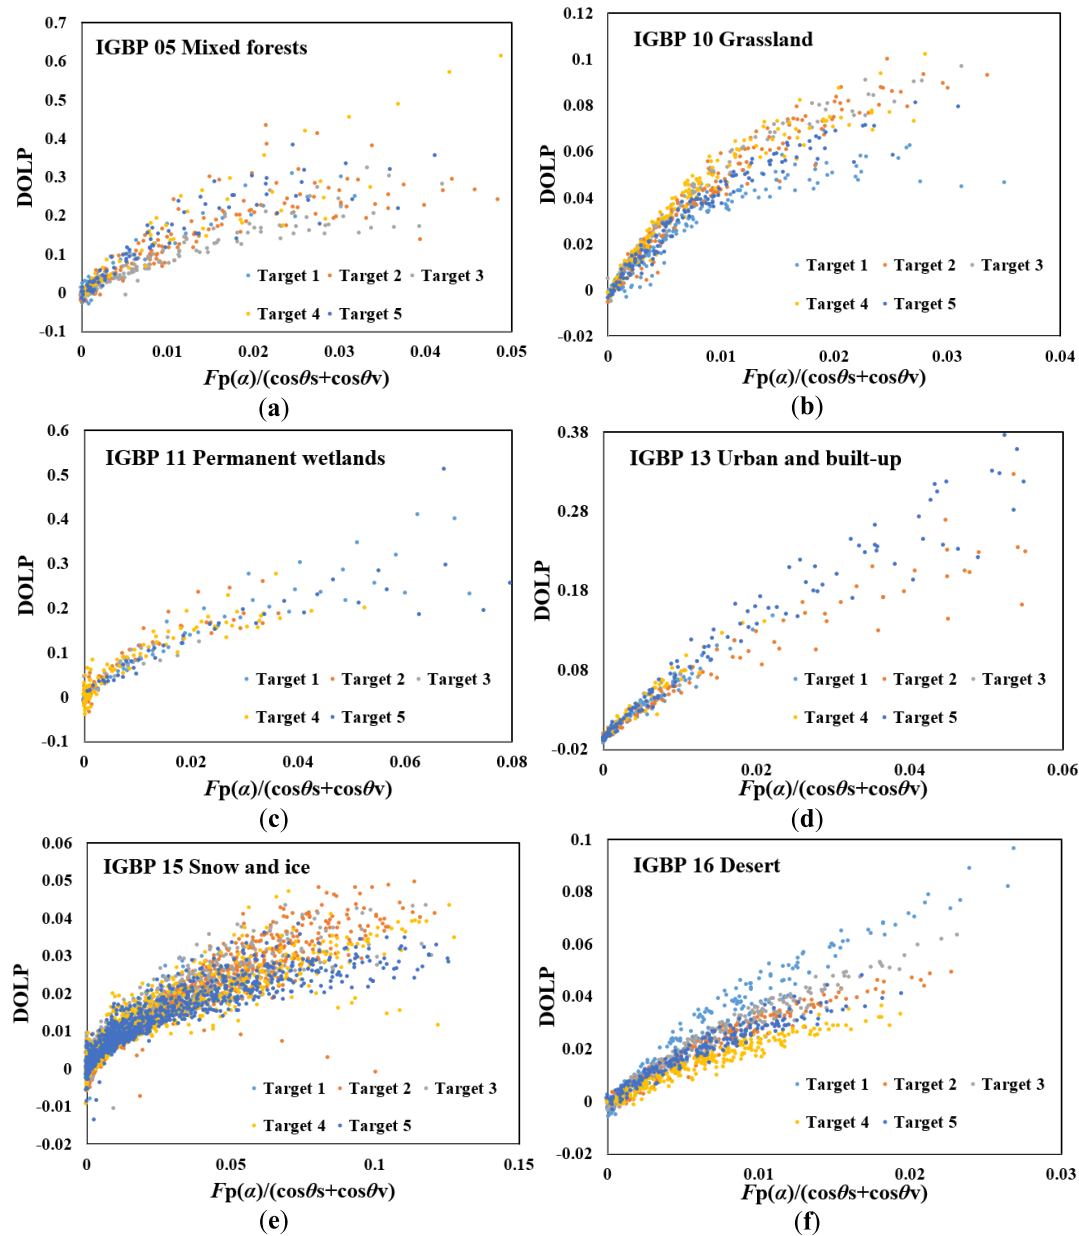 IGBP 05 Mixed forests
0.7
0.6
0.5
0.4
0.3
0.2
0.1
0
-0.1
DOLP
Target 1 Target 2 Target 3
Target 4 Target 5
0 0.01 0.02 0.03 0.04 0.05
Fp(α)/(cosθs+cosθv)
(a)
IGBP 10 Grassland
0.12
0.1
0.08
0.06
0.04
0.02
0
-0.02
DOLP
Target 1 Target 2 Target 3
Target 4 Target 5
0 0.01 0.02 0.03 0.04
Fp(α)/(cosθs+cosθv)
(b)
IGBP 11 Permanent wetlands
0.6
0.5
0.4
0.3
0.2
0.1
0
-0.1
DOLP
Target 1 Target 2 Target 3
Target 4 Target 5
0 0.02 0.04 0.06 0.08
Fp(α)/(cosθs+cosθv)
(c)
IGBP 13 Urban and built-up
0.38
0.28
0.18
0.08
-0.02
DOLP
Target 1 Target 2 Target 3
Target 4 Target 5
0 0.02 0.04 0.06
Fp(α)/(cosθs+cosθv)
(d)
IGBP 15 Snow and ice
0.06
0.05
0.04
0.03
0.02
0.01
0
-0.01
-0.02
DOLP
Target 1 Target 2 Target 3
Target 4 Target 5
0 0.05 0.1 0.15
Fp(α)/(cosθs+cosθv)
(e)
IGBP 16 Desert
0.1
0.08
0.06
0.04
0.02
0
-0.02
DOLP
Target 1 Target 2 Target 3
Target 4 Target 5
0 0.01 0.02 0.03
Fp(α)/(cosθs+cosθv)
(f)